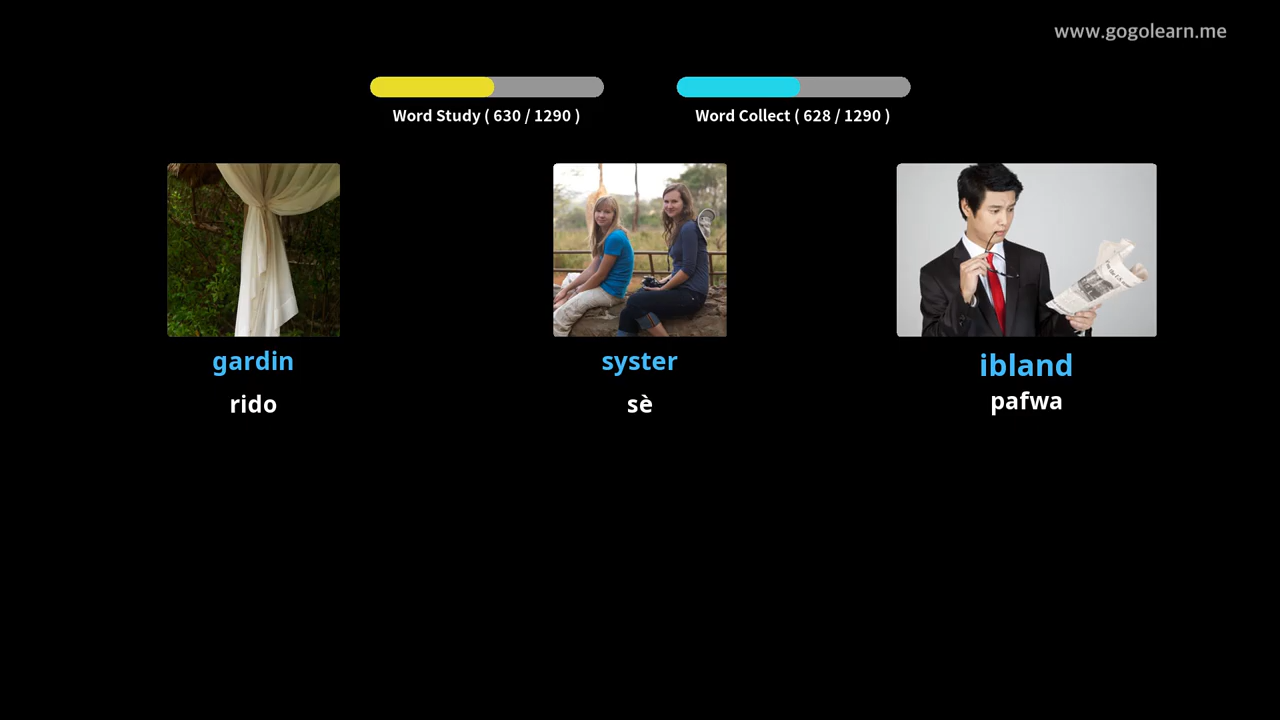 www.gogolearn.me
Word Study ( 630 / 1290 )
Word Collect ( 628 / 1290 )
gardin
syster
ibland
rido
sè
pafwa